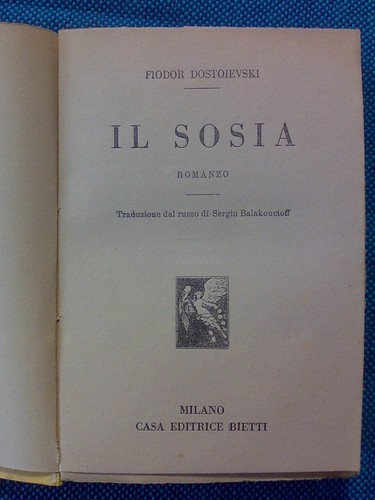 FIODOR DOSTOIEVSKI
IL SOSIA
ROMANZO
Traduzione dal russo di Sergio Balakoucioff
MILANO
CASA EDITRICE BIETTI